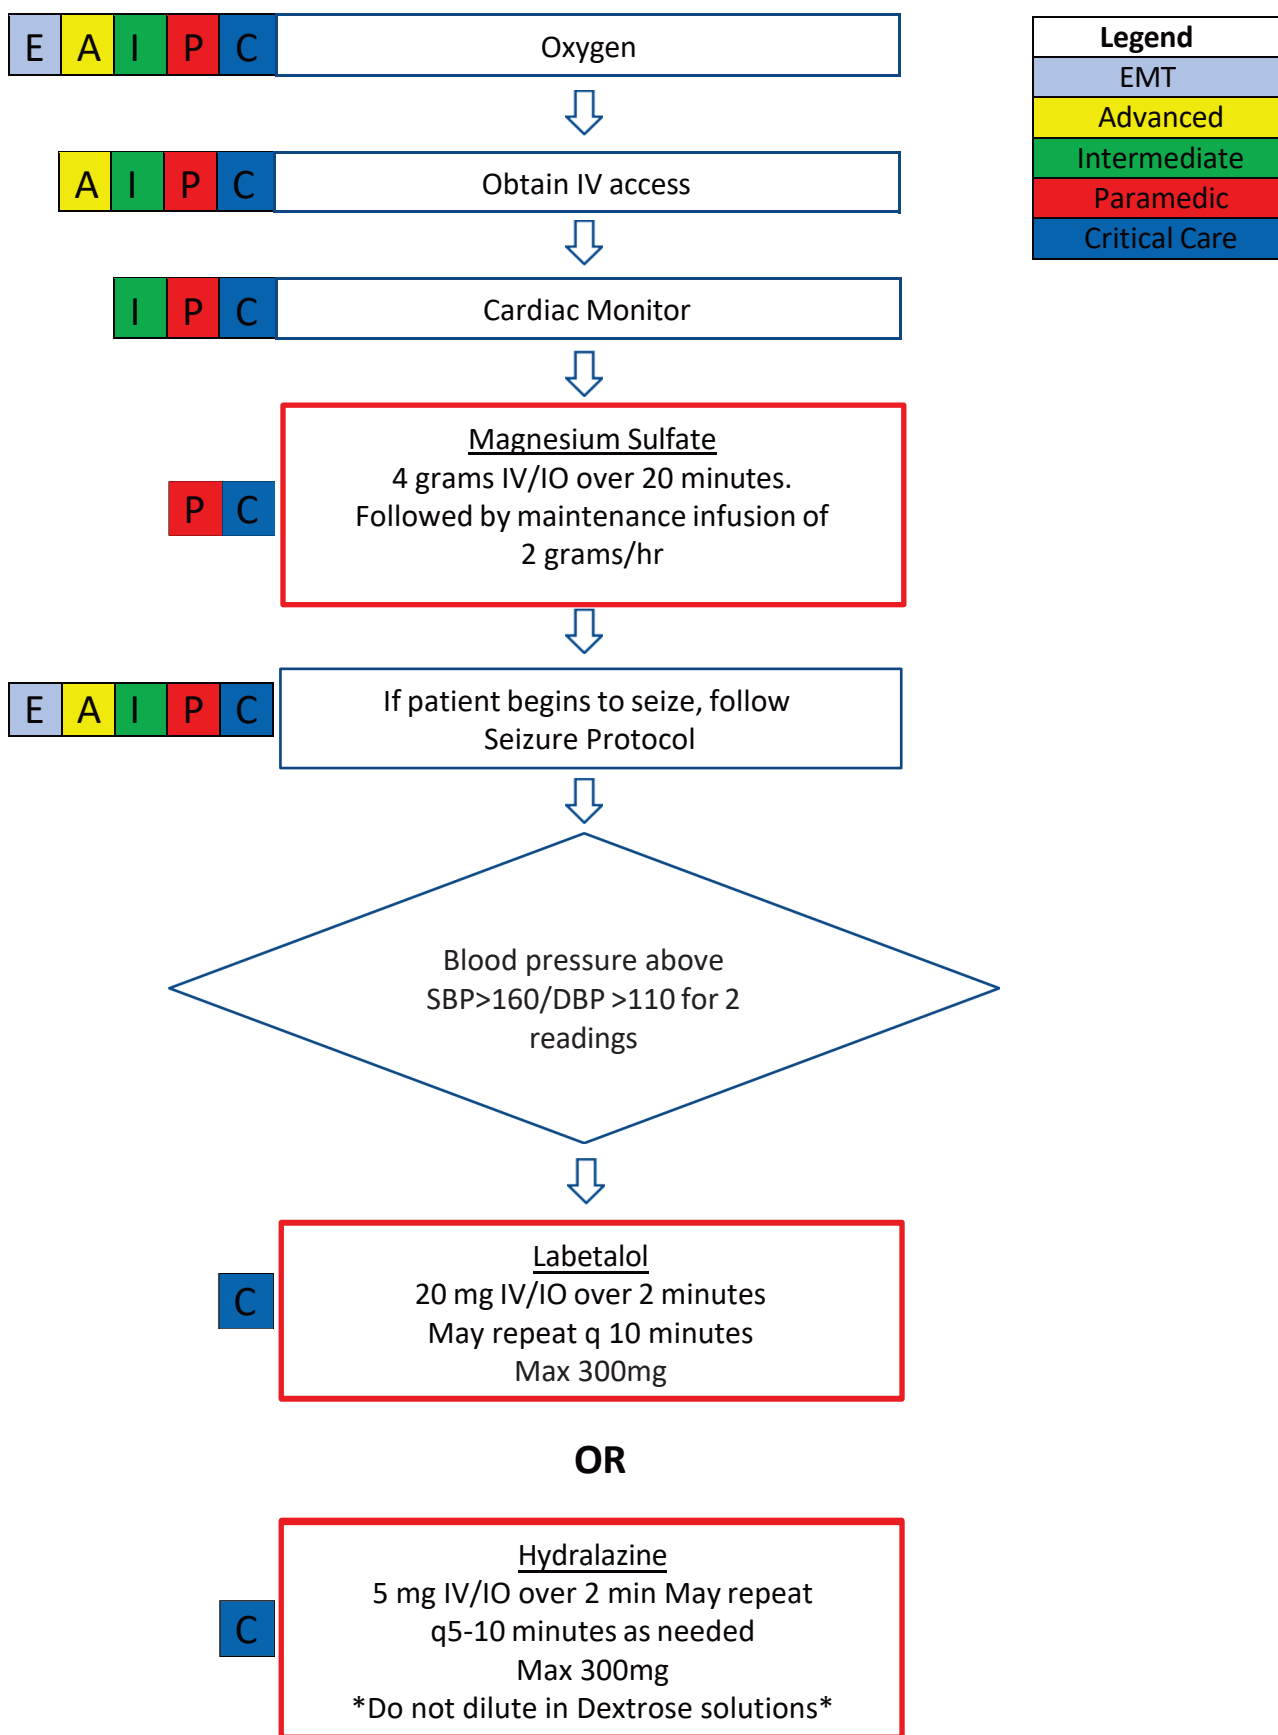 E A I P C Oxygen
Legend
EMT
Advanced
Intermediate
Paramedic
Critical Care
A I P C Obtain IV access
I P C Cardiac Monitor
Magnesium Sulfate
4 grams IV/IO over 20 minutes.
Followed by maintenance infusion of
2 grams/hr
P C
E A I P C
If patient begins to seize, follow
Seizure Protocol
Blood pressure above
SBP>160/DBP >110 for 2
readings
Labetalol
20 mg IV/IO over 2 minutes
May repeat q 10 minutes
Max 300mg
C
OR
Hydralazine
5 mg IV/IO over 2 min May repeat
q5-10 minutes as needed
Max 300mg
*Do not dilute in Dextrose solutions*
C